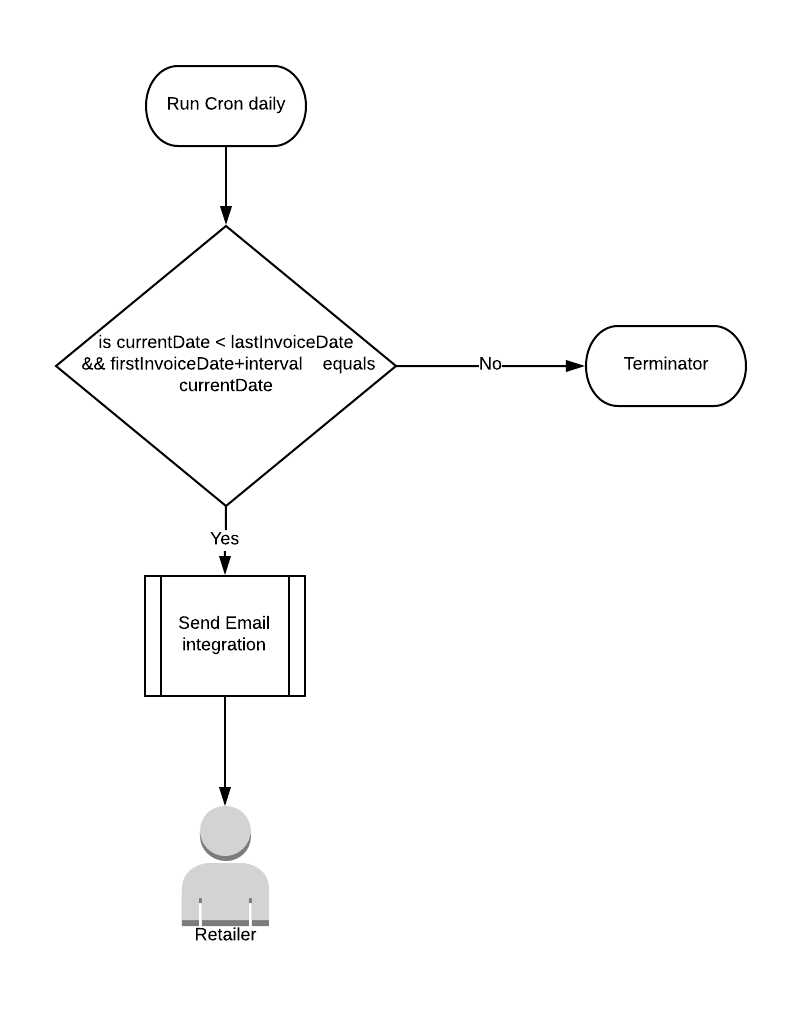 Run Cron daily
is currentDate < lastInvoiceDate
&& firstInvoiceDate+interval    equals
currentDate
No
Terminator
Yes
Send Email
integration
Retailer